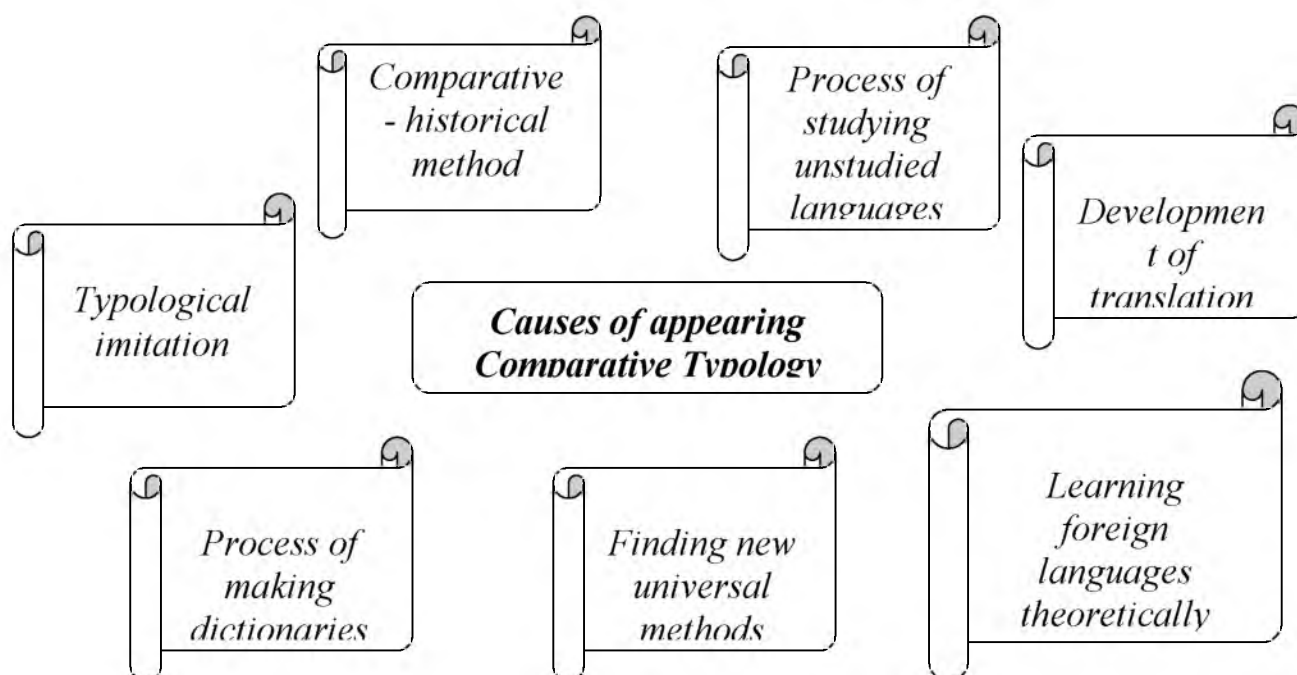 Comparative
- historical
method
Process of
studying
unstudied
languages
Developmen
t of
translation
Typological
imitation
Causes of appearing
Comparative Typology
Process of
making
dictionaries
Finding new
universal
methods
Learning
foreign
languages
theoretically